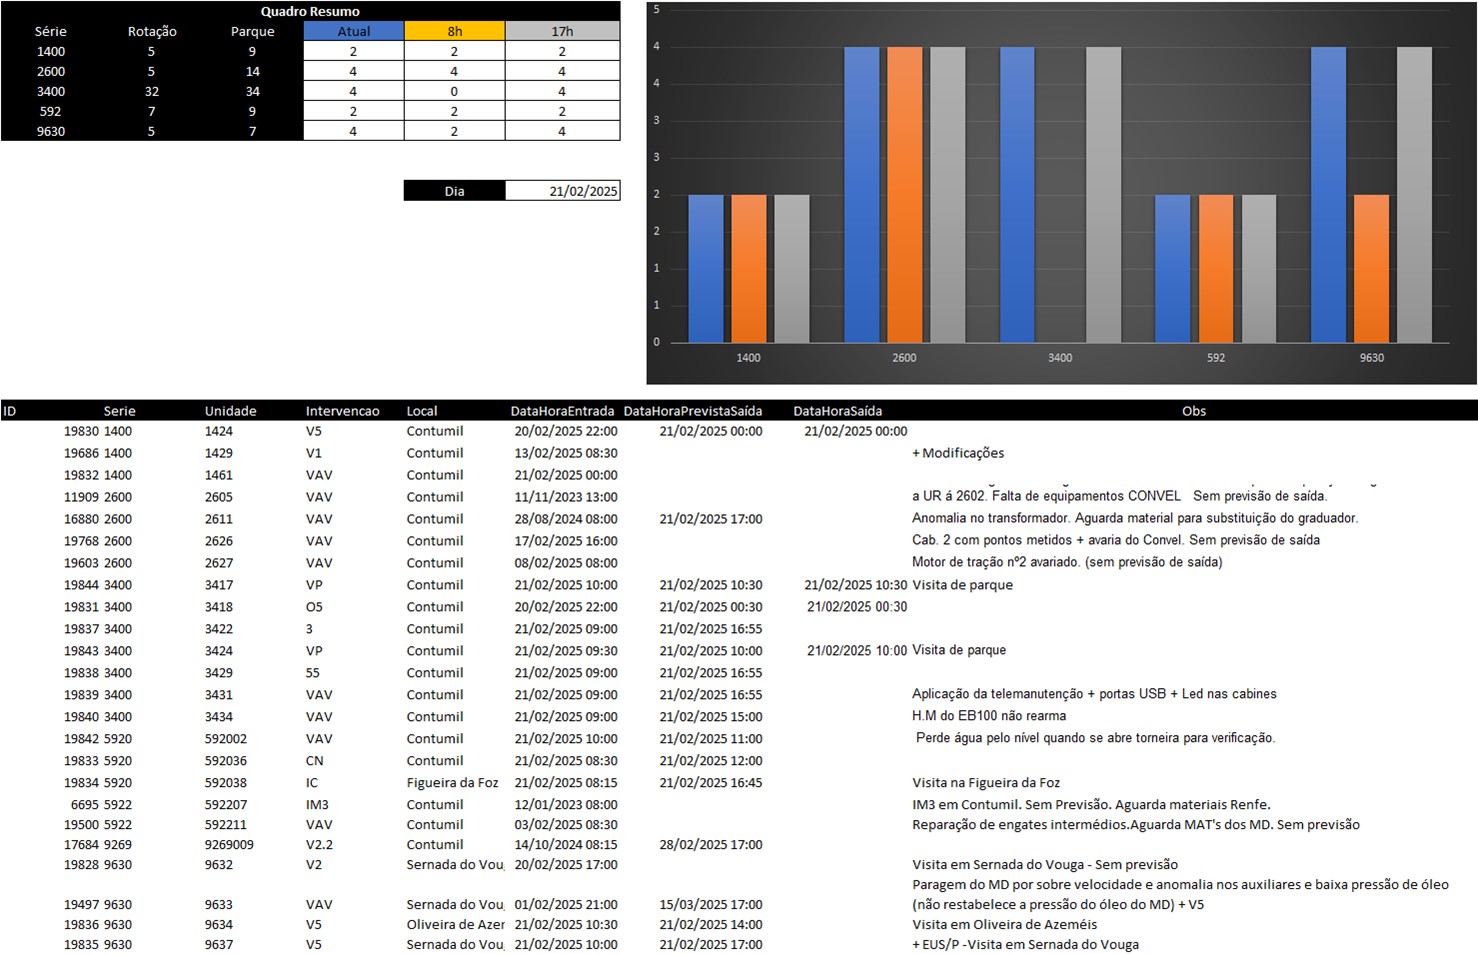 Quadro Resumo
Série Rotação Parque Atual 8h 17h
1400 5 9 2 2 2
2600 5 14 4 4 4
3400 32 34 4 0 4
592 7 9 2 2 2
9630 5 7 4 2 4
Dia 21/02/2025
5
4
4
3
3
2
2
1
1
0
1400 2600 3400 592 9630
ID Serie Unidade Intervencao Local DataHoraEntrada DataHoraPrevistaSaída DataHoraSaída Obs
19830 1400 1424 V5 Contumil 20/02/2025 22:00 21/02/2025 00:00 21/02/2025 00:00
19686 1400 1429 V1 Contumil 13/02/2025 08:30 + Modificações
19832 1400 1461 VAV Contumil 21/02/2025 00:00
11909 2600 2605 VAV Contumil 11/11/2023 13:00 a UR á 2602. Falta de equipamentos CONVEL Sem previsão de saída.
16880 2600 2611 VAV Contumil 28/08/2024 08:00 21/02/2025 17:00 Anomalia no transformador. Aguarda material para substituição do graduador.
19768 2600 2626 VAV Contumil 17/02/2025 16:00 Cab. 2 com pontos metidos + avaria do Convel. Sem previsão de saída
19603 2600 2627 VAV Contumil 08/02/2025 08:00 Motor de tração nº2 avariado. (sem previsão de saída)
19844 3400 3417 VP Contumil 21/02/2025 10:00 21/02/2025 10:30 21/02/2025 10:30 Visita de parque
19831 3400 3418 O5 Contumil 20/02/2025 22:00 21/02/2025 00:30 21/02/2025 00:30
19837 3400 3422 3 Contumil 21/02/2025 09:00 21/02/2025 16:55
19843 3400 3424 VP Contumil 21/02/2025 09:30 21/02/2025 10:00 21/02/2025 10:00 Visita de parque
19838 3400 3429 55 Contumil 21/02/2025 09:00 21/02/2025 16:55
19839 3400 3431 VAV Contumil 21/02/2025 09:00 21/02/2025 16:55 Aplicação da telemanutenção + portas USB + Led nas cabines
19840 3400 3434 VAV Contumil 21/02/2025 09:00 21/02/2025 15:00 H.M do EB100 não rearma
19842 5920 592002 VAV Contumil 21/02/2025 10:00 21/02/2025 11:00 Perde água pelo nível quando se abre torneira para verificação.
19833 5920 592036 CN Contumil 21/02/2025 08:30 21/02/2025 12:00
19834 5920 592038 IC Figueira da Foz 21/02/2025 08:15 21/02/2025 16:45 Visita na Figueira da Foz
6695 5922 592207 IM3 Contumil 12/01/2023 08:00 IM3 em Contumil. Sem Previsão. Aguarda materiais Renfe.
19500 5922 592211 VAV Contumil 03/02/2025 08:30 Reparação de engates intermédios.Aguarda MAT's dos MD. Sem previsão
17684 9269 9269009 V2.2 Contumil 14/10/2024 08:15 28/02/2025 17:00
19828 9630 9632 V2 Sernada do Voug 20/02/2025 17:00 Visita em Sernada do Vouga - Sem previsão
Paragem do MD por sobre velocidade e anomalia nos auxiliares e baixa pressão de óleo
19497 9630 9633 VAV Sernada do Voug 01/02/2025 21:00 15/03/2025 17:00 (não restabelece a pressão do óleo do MD) + V5
19836 9630 9634 V5 Oliveira de Azer 21/02/2025 10:30 21/02/2025 14:00 Visita em Oliveira de Azeméis
19835 9630 9637 V5 Sernada do Voug 21/02/2025 10:00 21/02/2025 17:00 + EUS/P -Visita em Sernada do Vouga